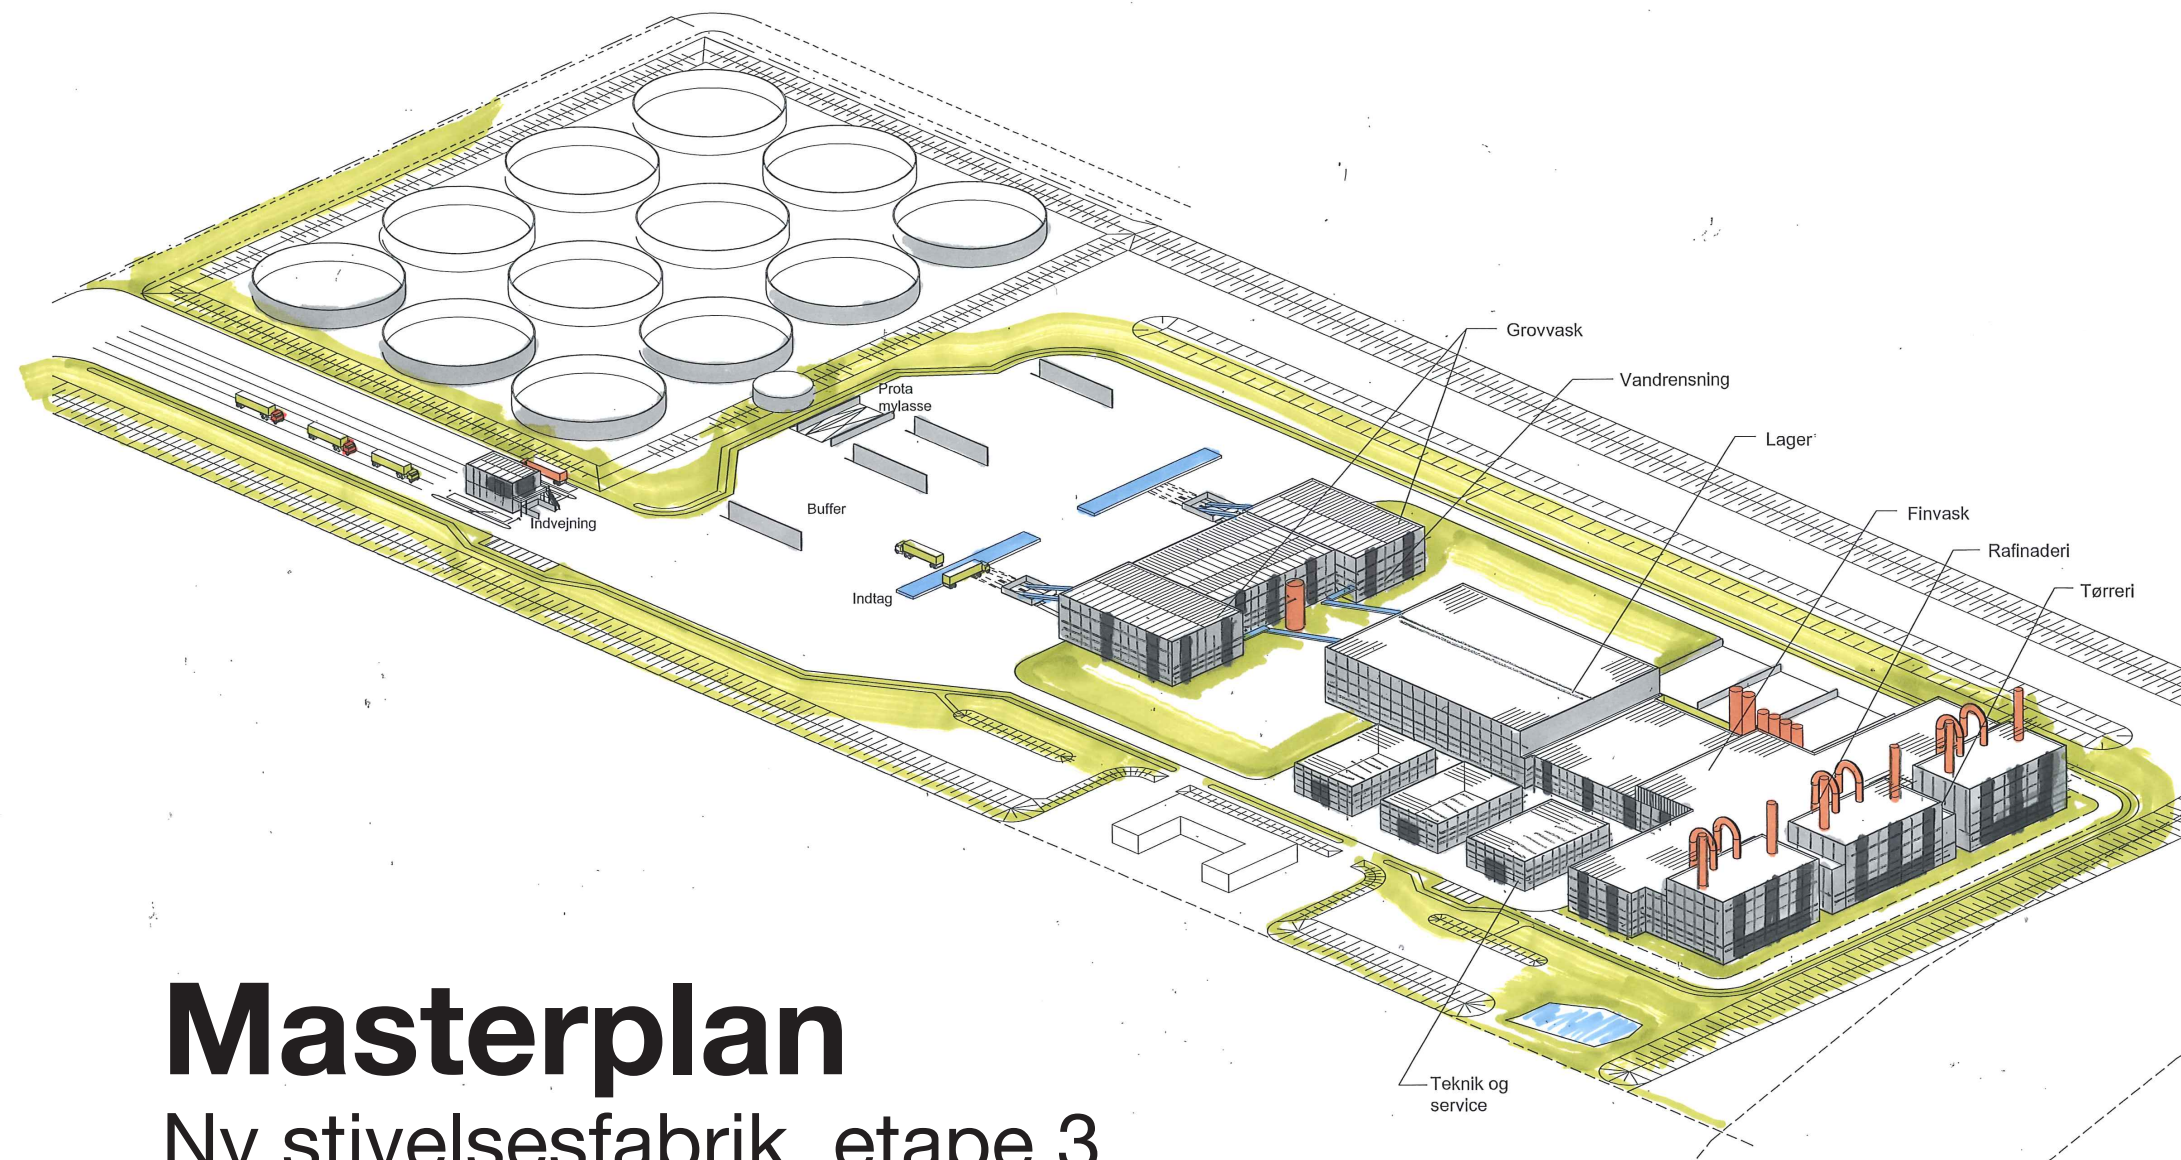 Grovvask
Vandrensning
Prota
mylasse
Lager
Buffer
Finvask
Indvejning
Rafinaderi
Indtag
Tørreri
Masterplan
Teknik og
service
Ny stivelsesfabrik, etape 3